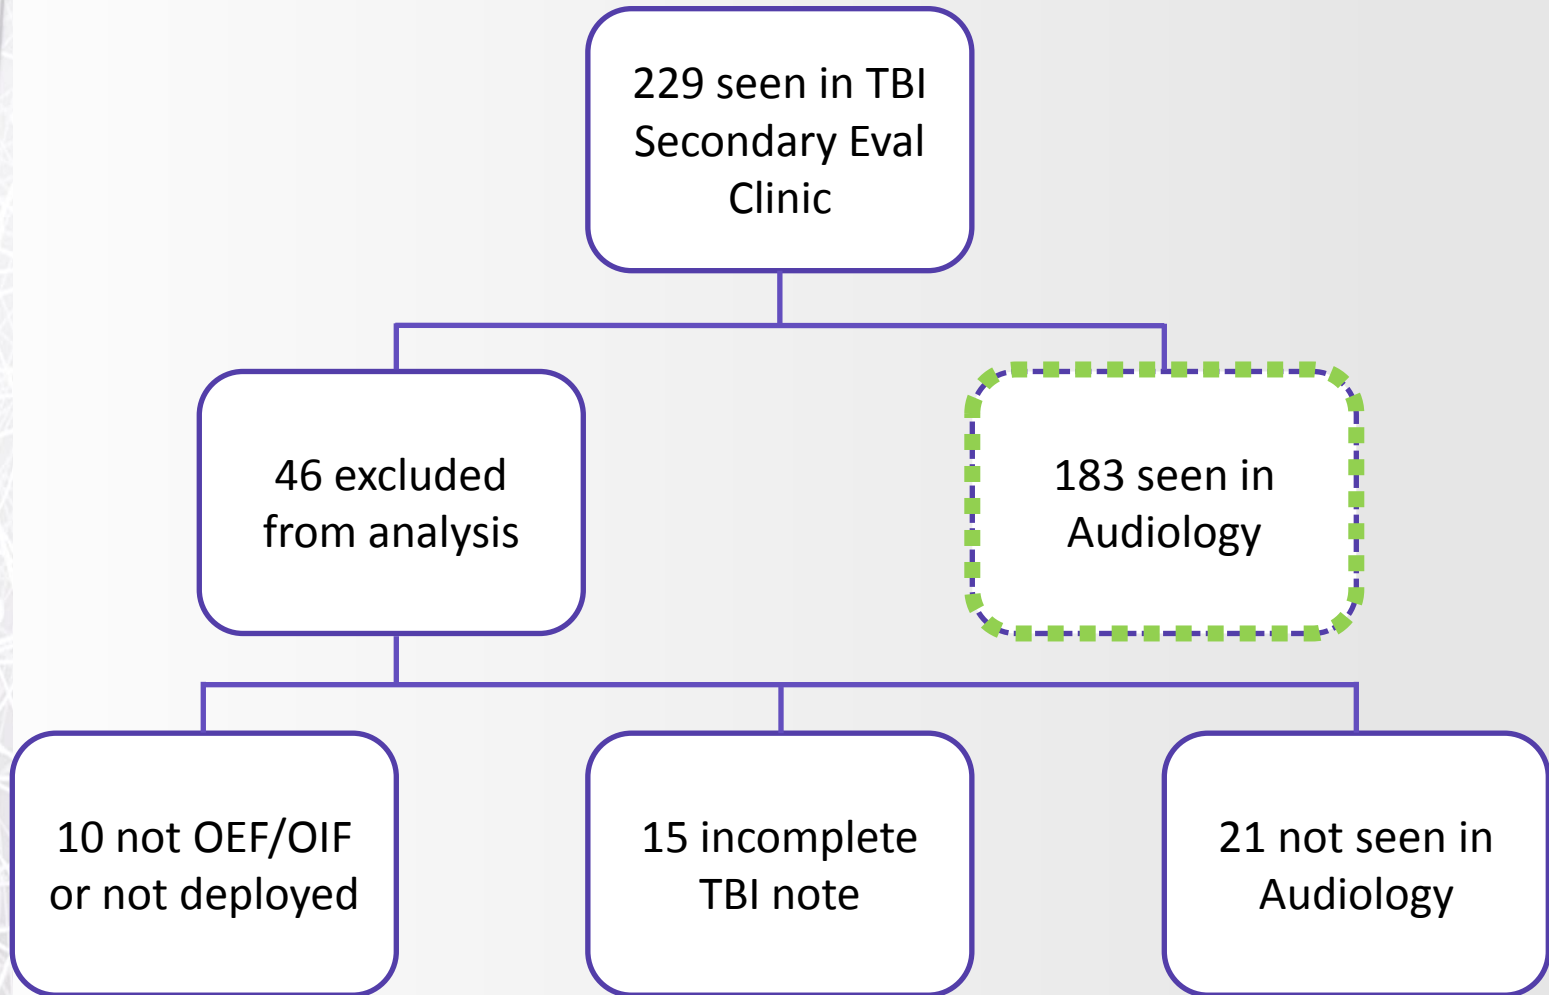 229 seen in TBI
Secondary Eval
Clinic
46 excluded
from analysis
183 seen in
Audiology
10 not OEF/OIF
or not deployed
15 incomplete
TBI note
21 not seen in
Audiology